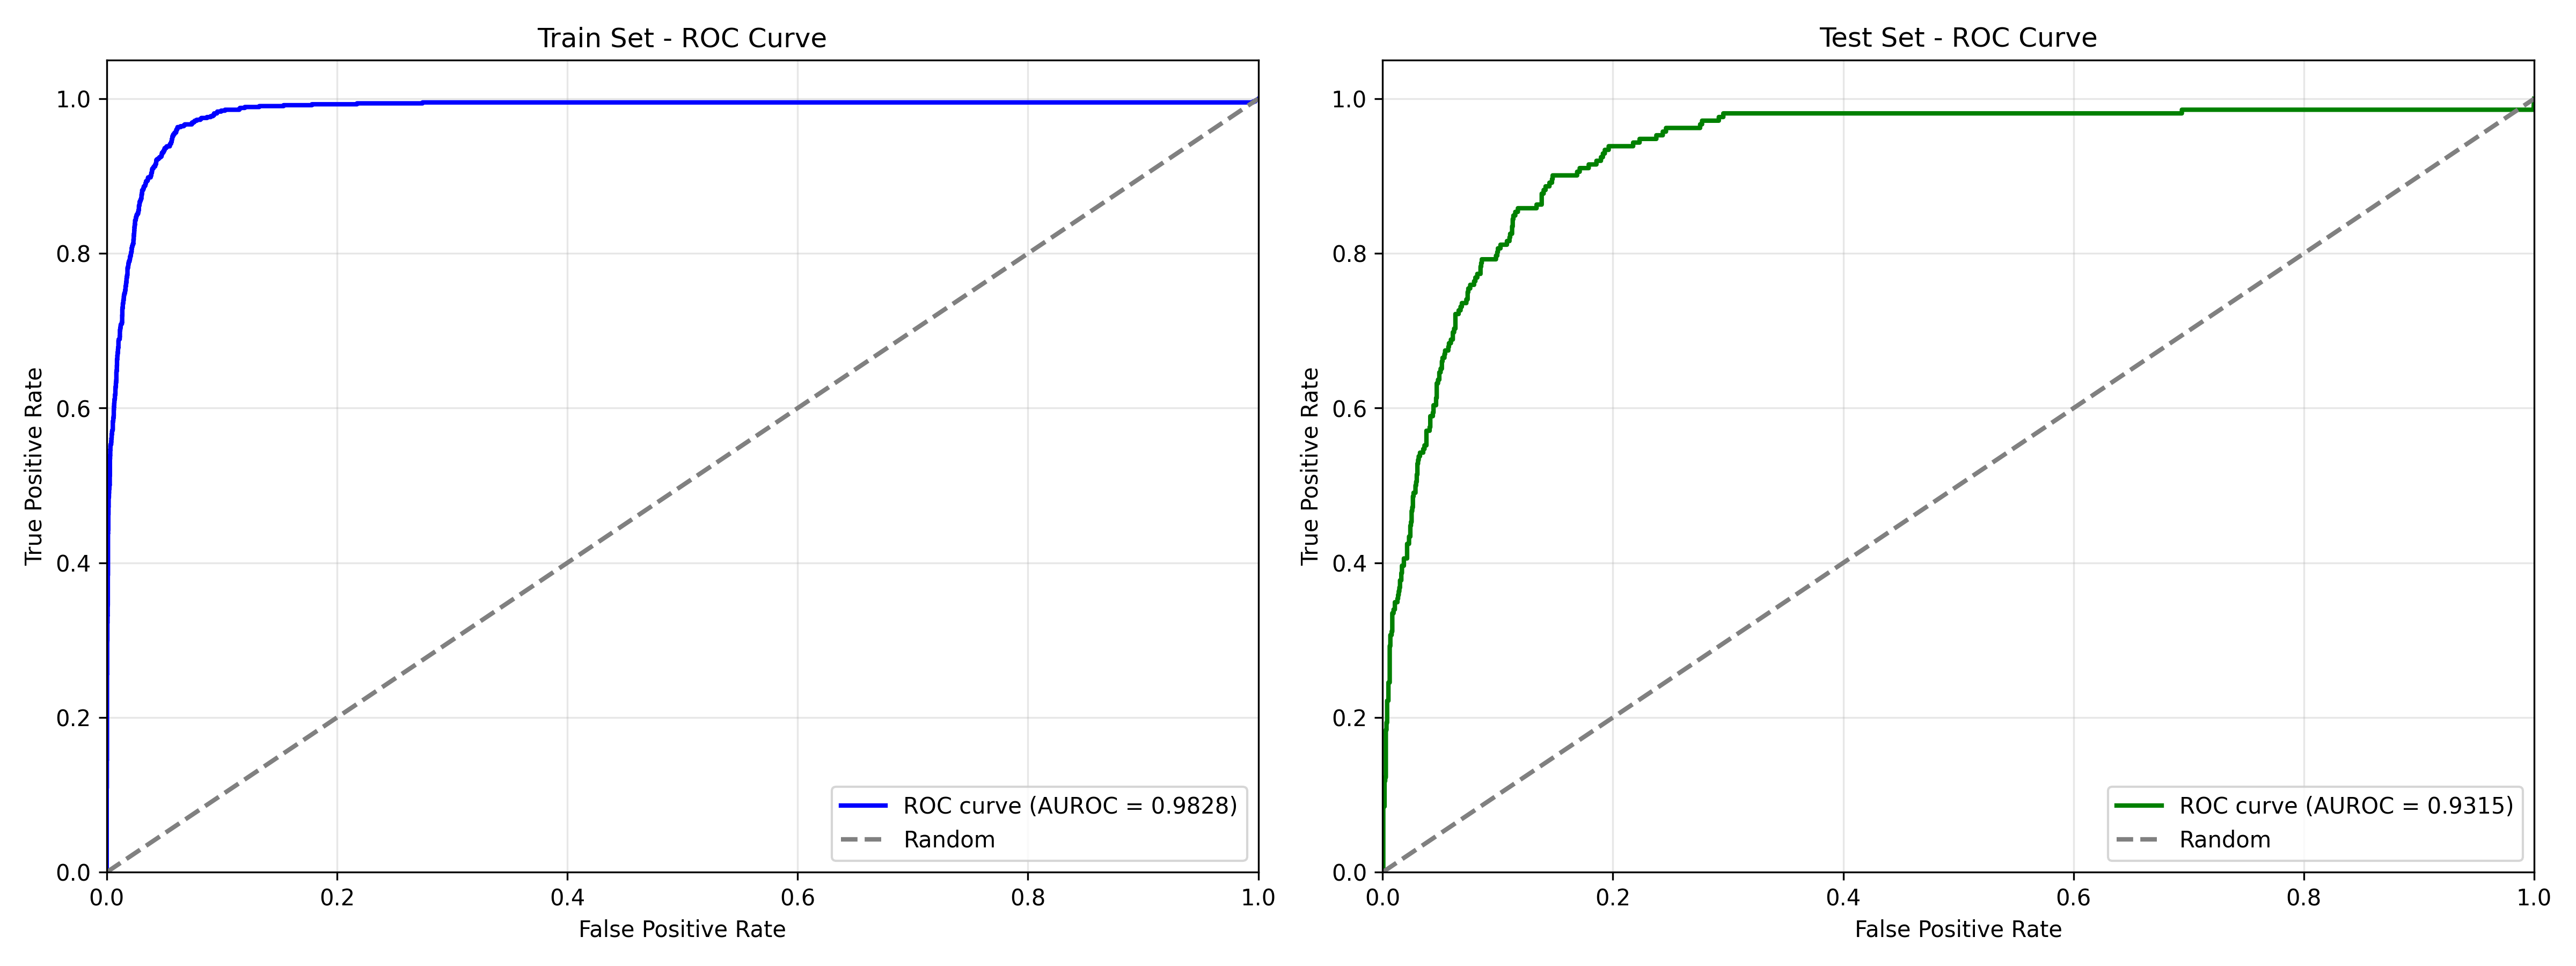 Train Set - ROC Curve
True Positive Rate
1.0
0.8
0.6
0.4
0.2
0.0
0.0 0.2 0.4 0.6 0.8 1.0
False Positive Rate
ROC curve (AUROC = 0.9828)
Random
Test Set - ROC Curve
True Positive Rate
1.0
0.8
0.6
0.4
0.2
0.0
0.0 0.2 0.4 0.6 0.8 1.0
False Positive Rate
ROC curve (AUROC = 0.9315)
Random